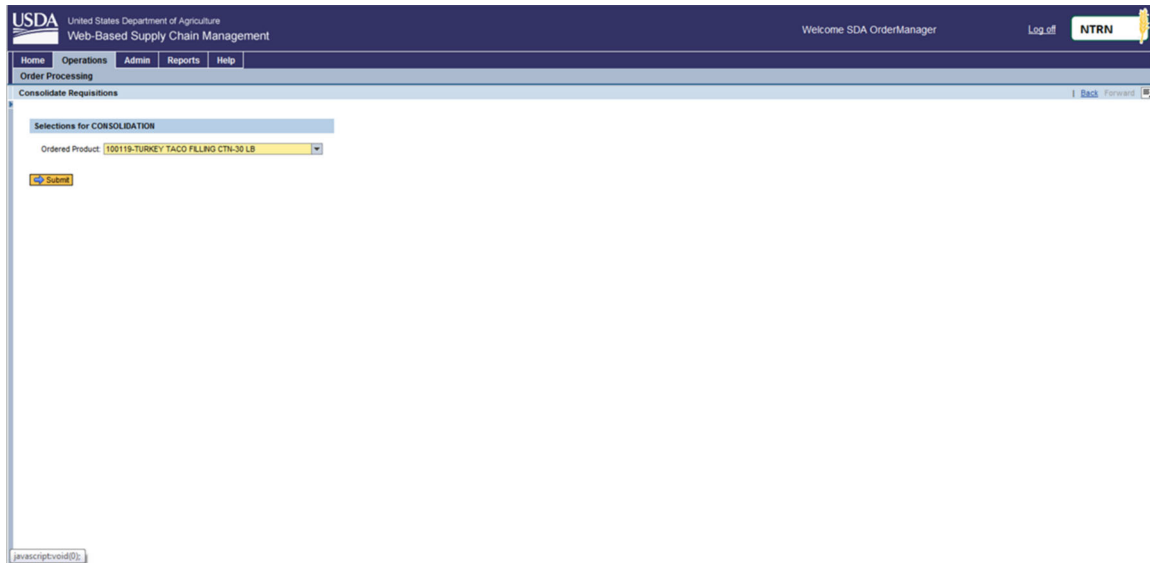 USDA
United States Department of Agriculture
Web-Based Supply Chain Management
Welcome SDA OrderManager
Log off
NTRN
Home Operations Admin Reports Help
Order Processing
Consolidate Requisitions
| Back Forward
Selections for CONSOLIDATION
Ordered Product: 100119-TURKEY TACO FILLING CTN-30 LB
Submit
javascript:void(0);